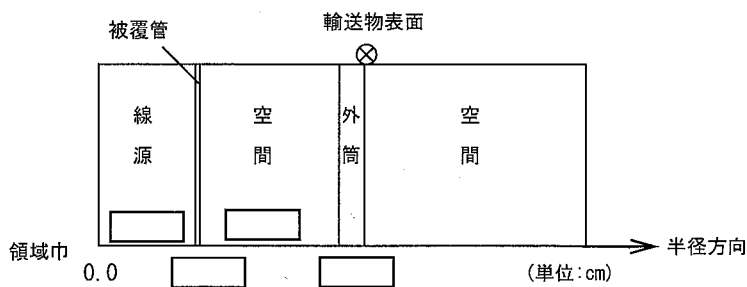 被覆管
輸送物表面
線源
空間
外筒
空間
領域巾
0.0
(単位:cm)
半径方向